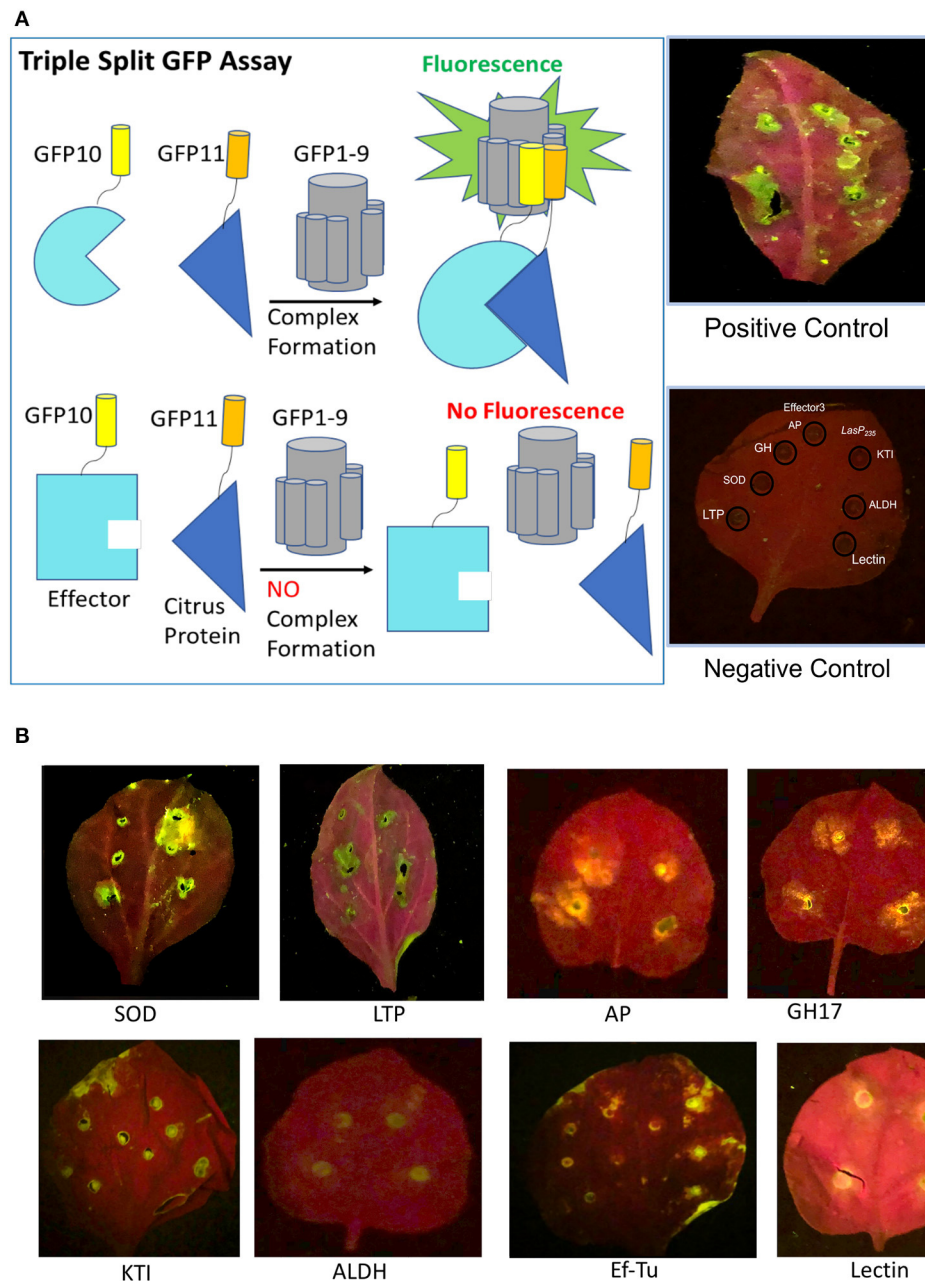 A
Triple Split GFP Assay
Fluorescence
GFP10
GFP11
GFP1-9
Complex
Formation
GFP10
GFP11
GFP1-9
No Fluorescence
Effector
Citrus
Protein
NO
Complex
Formation
Positive Control
Effector3
AP
LasP235
GH
KTI
SOD
ALDH
LTP
Lectin
Negative Control
B
SOD
LTP
AP
GH17
KTI
ALDH
Ef-Tu
Lectin